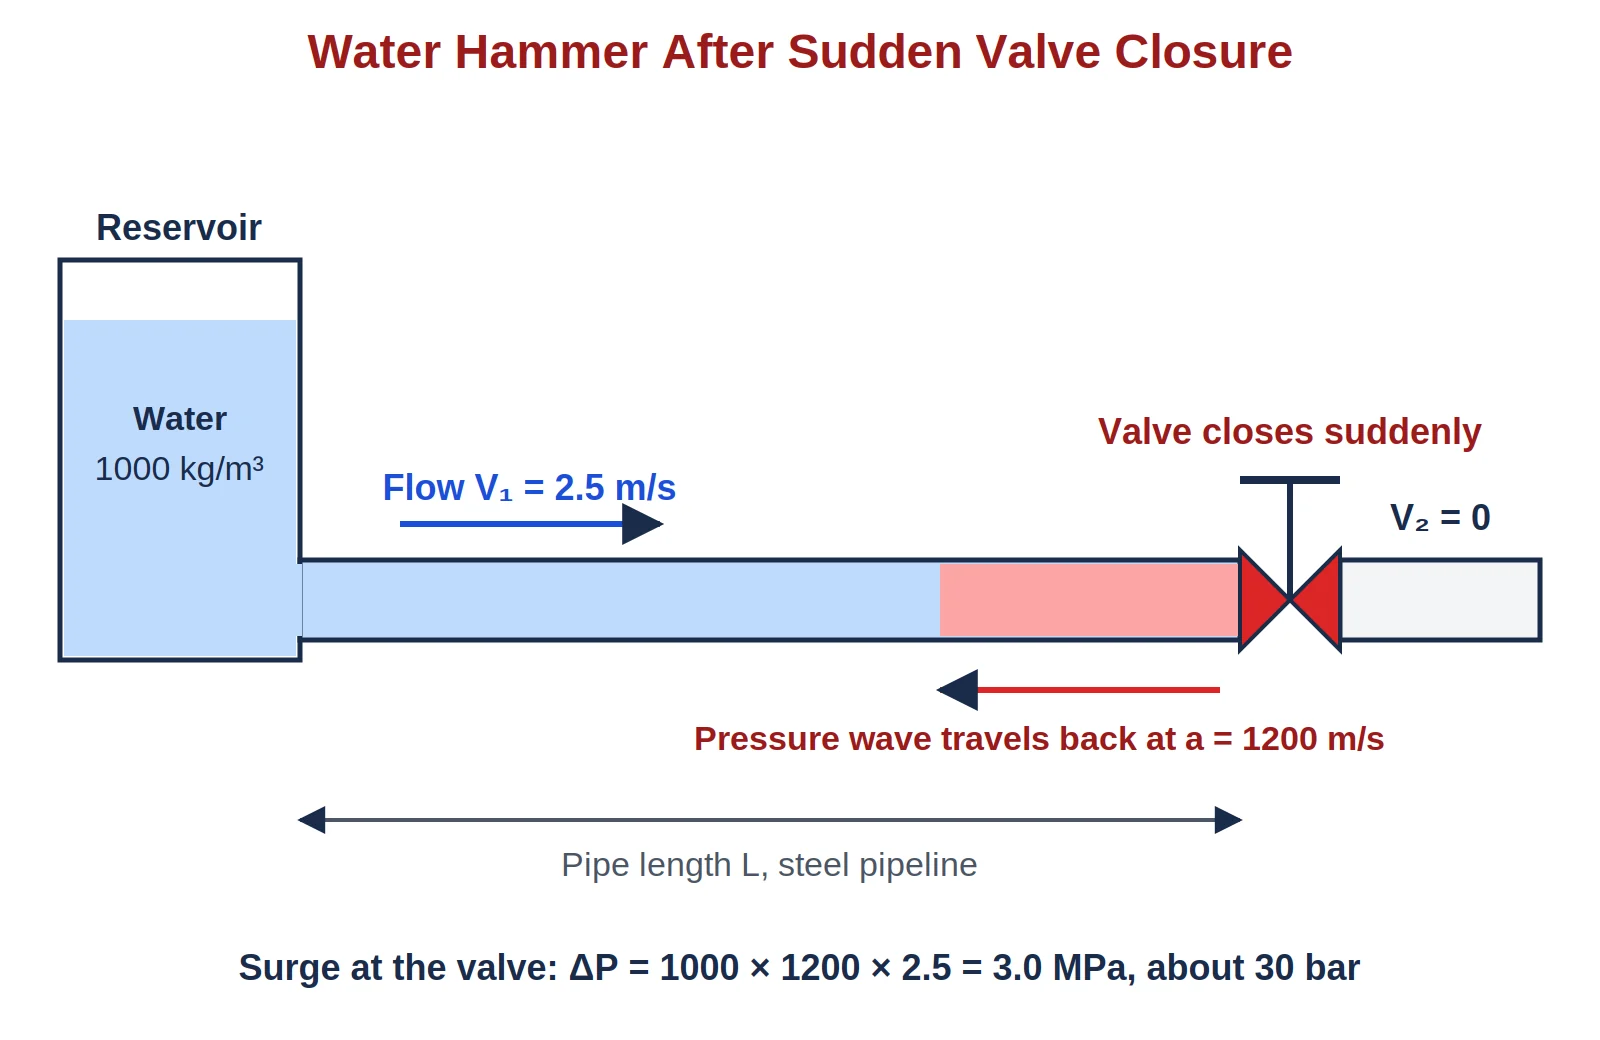 Water Hammer After Sudden Valve Closure
Reservoir
Water
1000 kg/m³
Flow V₁ = 2.5 m/s
Valve closes suddenly
V₂ = 0
Pressure wave travels back at a = 1200 m/s
Pipe length L, steel pipeline
Surge at the valve: ΔP = 1000 × 1200 × 2.5 = 3.0 MPa, about 30 bar